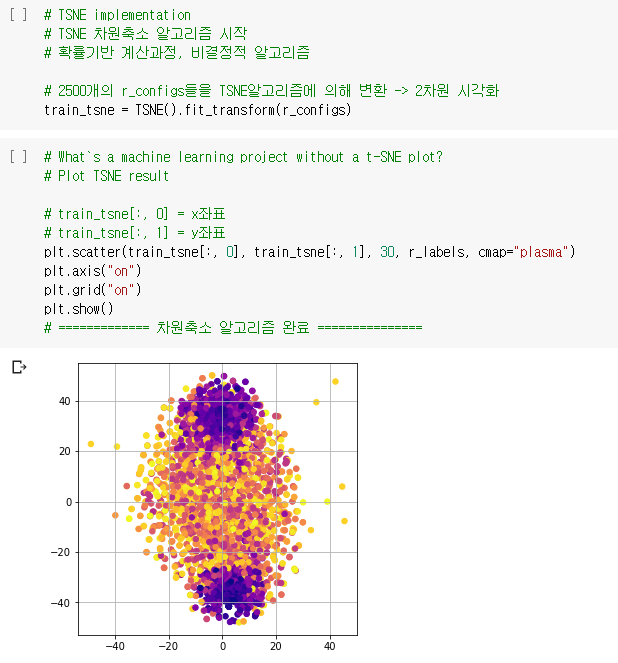 [ ] # TSNE implementation
# TSNE 차원축소 알고리즘 시작
# 확률기반 계산과정, 비결정적 알고리즘
# 2500개의 r_configs들을 TSNE알고리즘에 의해 변환 -> 2차원 시각화
train_tsne = TSNE().fit_transform(r_configs)
[ ] # What`s a machine learning project without a t-SNE plot?
# Plot TSNE result
# train_tsne[:, 0] = x좌표
# train_tsne[:, 1] = y좌표
plt.scatter(train_tsne[:, 0], train_tsne[:, 1], 30, r_labels, cmap="plasma")
plt.axis("on")
plt.grid("on")
plt.show()
# ============= 차원축소 알고리즘 완료 ===============
40
20
0
−20
−40
−40 −20 0 20 40